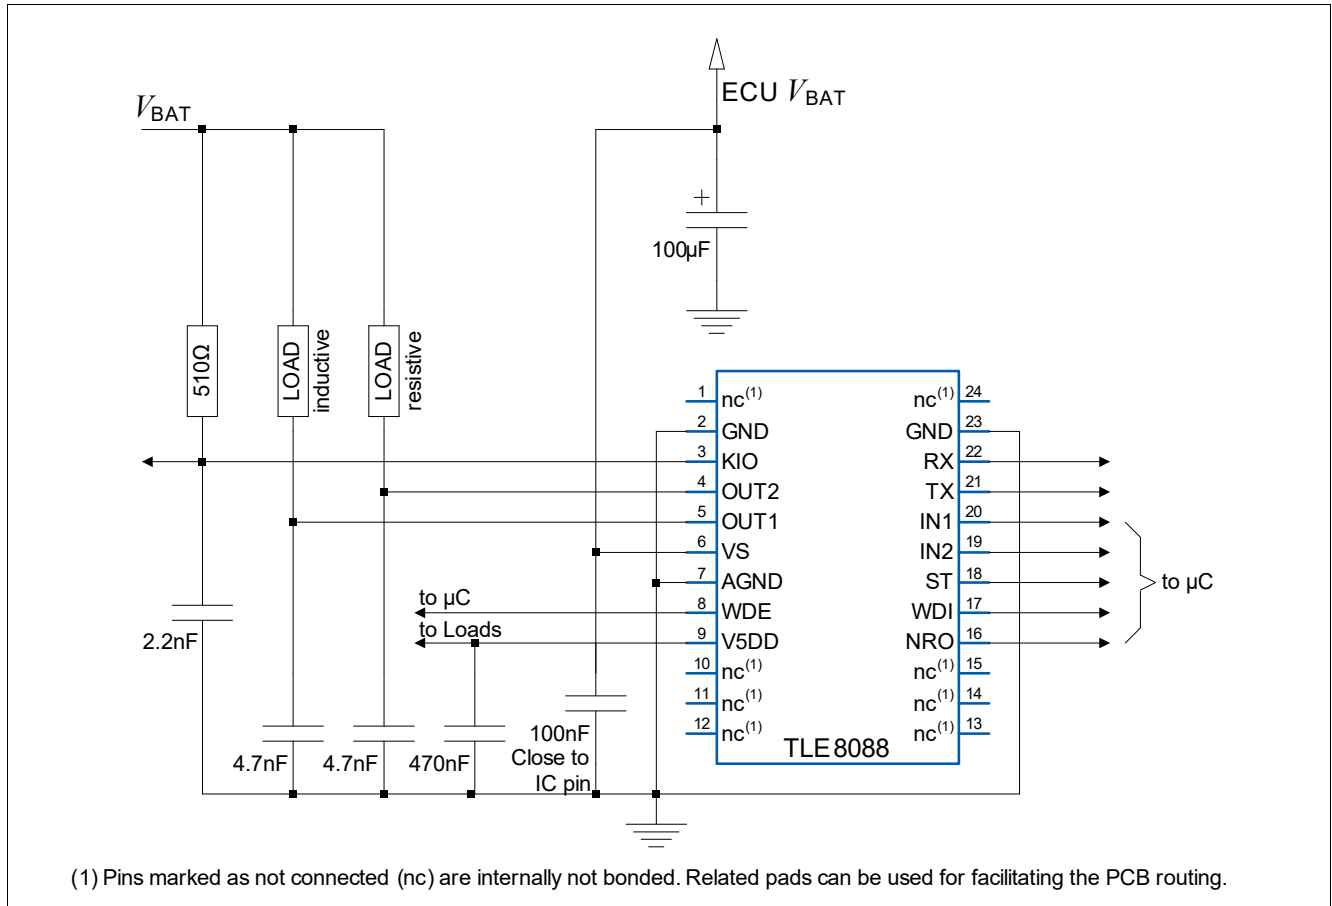 V_BAT
ECU V_BAT
+
100µF
510Ω
LOAD
inductive
LOAD
resistive
1 nc(1)
2 GND
3 KIO
4 OUT2
5 OUT1
6 VS
7 AGND
8 WDE
9 V5DD
10 nc(1)
11 nc(1)
12 nc(1)
nc(1) 24
GND 23
RX 22
TX 21
IN1 20
IN2 19
ST 18
WDI 17
NRO 16
nc(1) 15
nc(1) 14
nc(1) 13
TLE8088
to µC
to µC
to Loads
2.2nF
4.7nF
4.7nF
470nF
100nF
Close to
IC pin
(1) Pins marked as not connected (nc) are internally not bonded. Related pads can be used for facilitating the PCB routing.